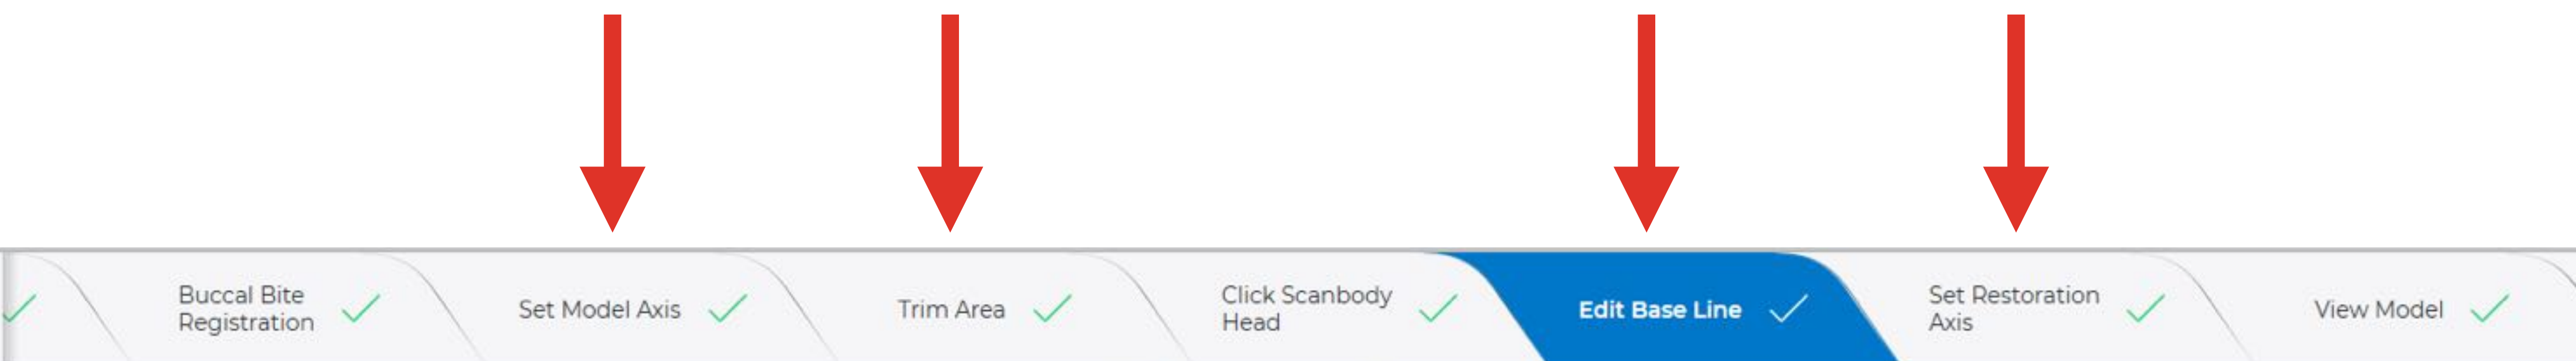 Buccal Bite
Registration
Set Model Axis
Trim Area
Click Scanbody
Head
Edit Base Line
Set Restoration
Axis
View Model